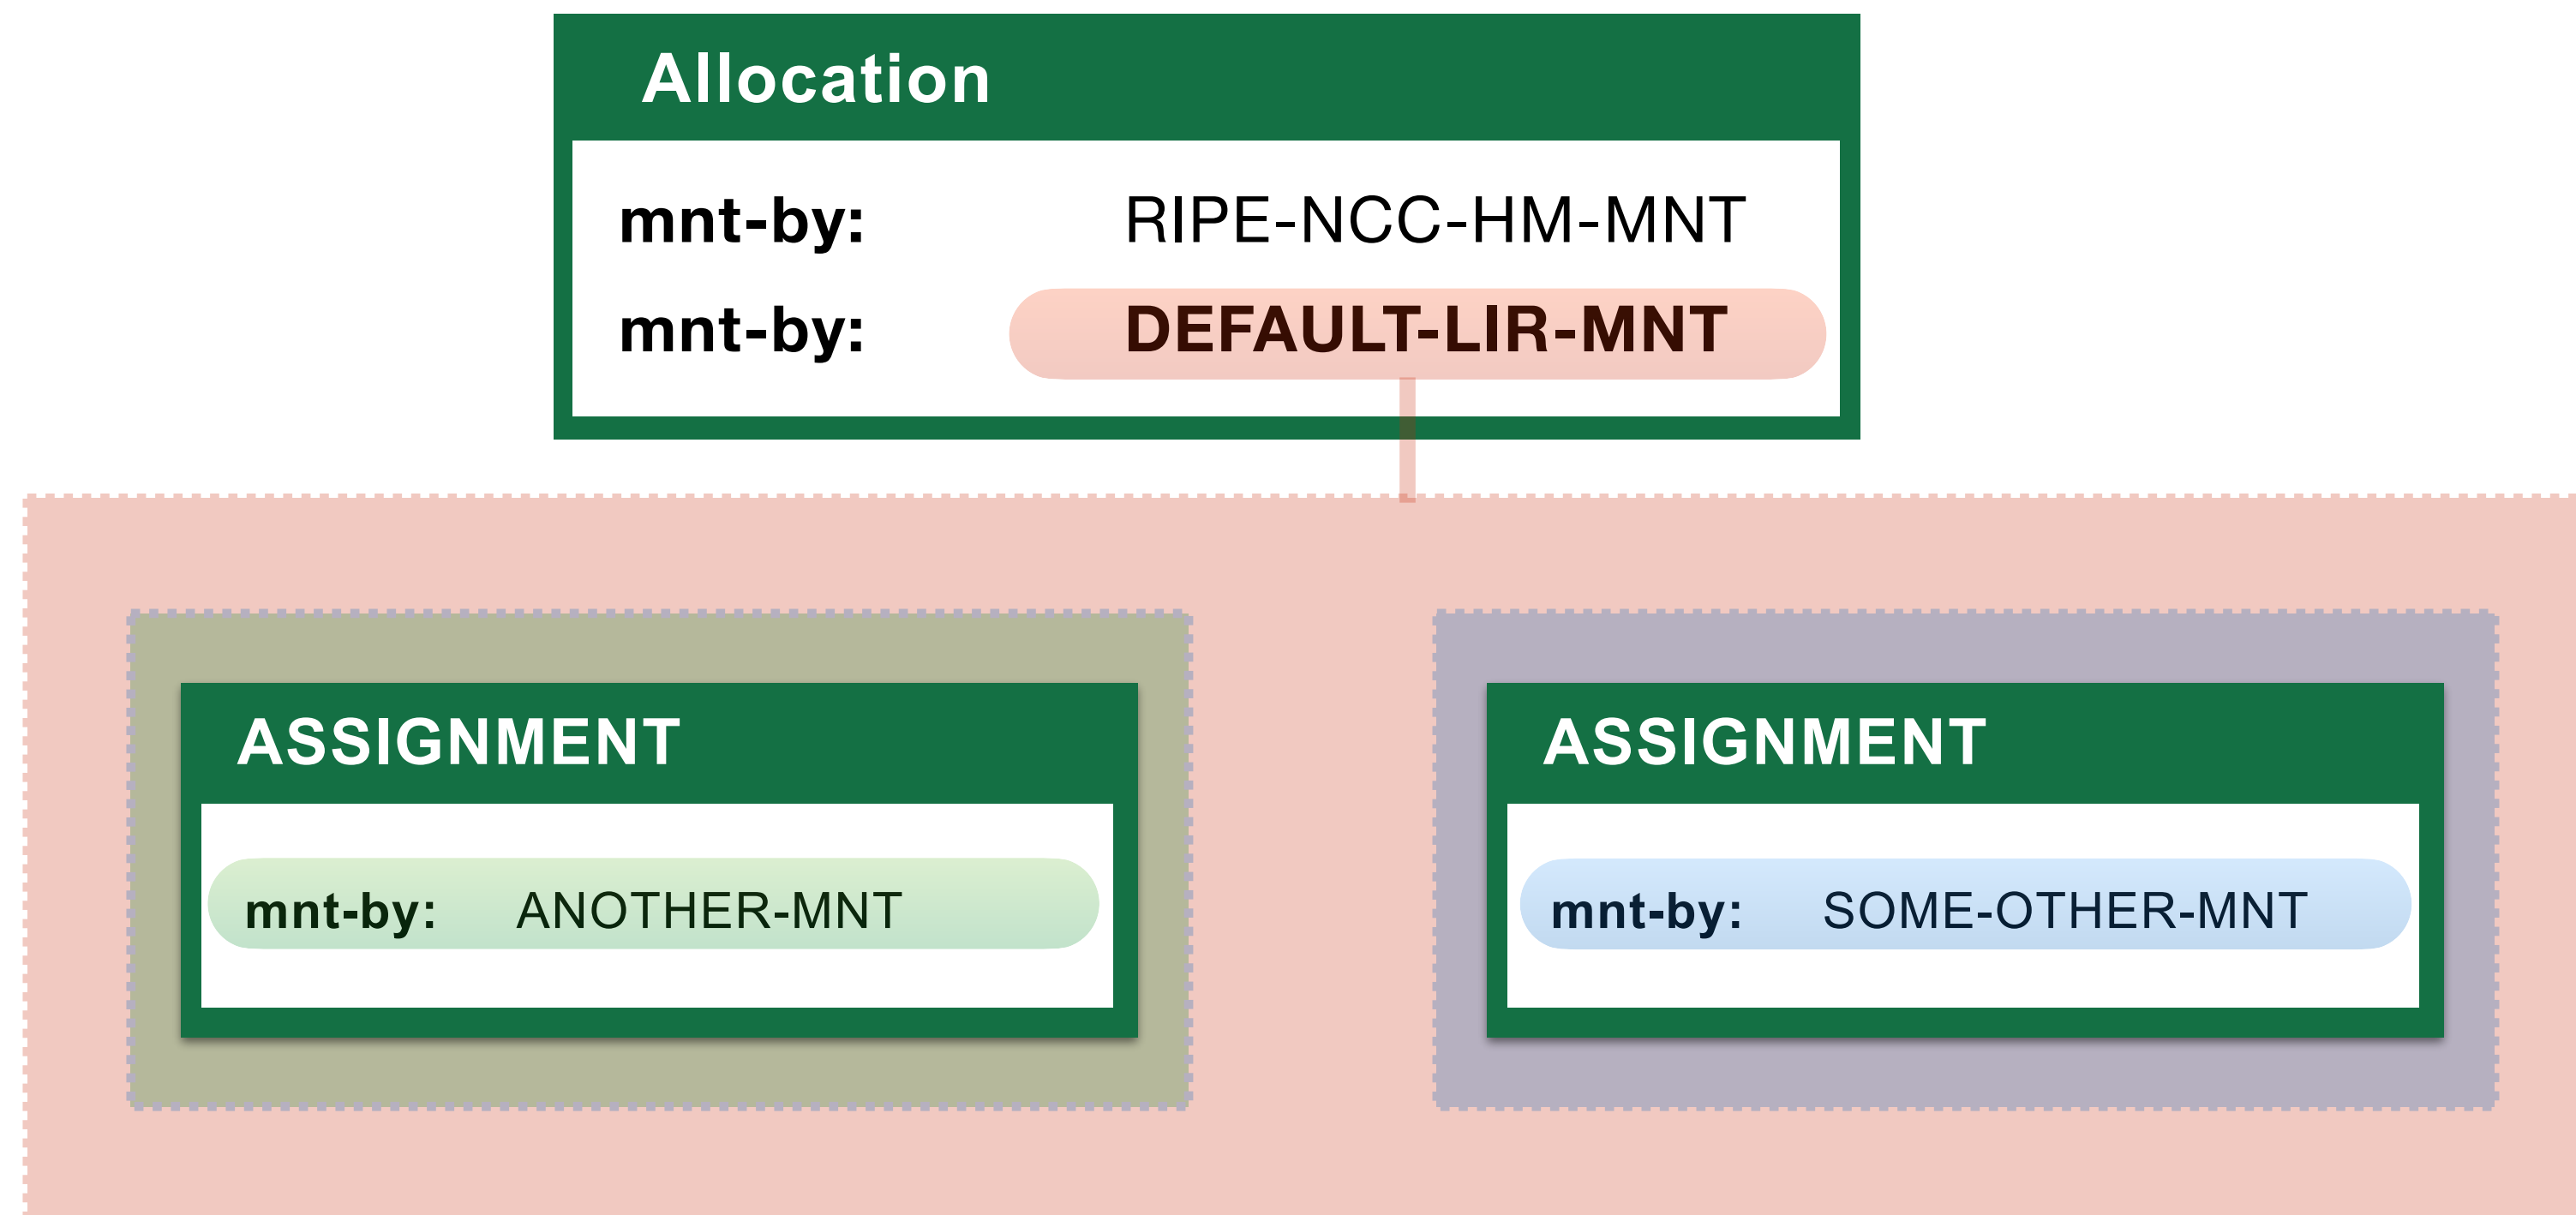 Allocation
mnt-by: RIPE-NCC-HM-MNT
mnt-by: DEFAULT-LIR-MNT
ASSIGNMENT
mnt-by: ANOTHER-MNT
ASSIGNMENT
mnt-by: SOME-OTHER-MNT